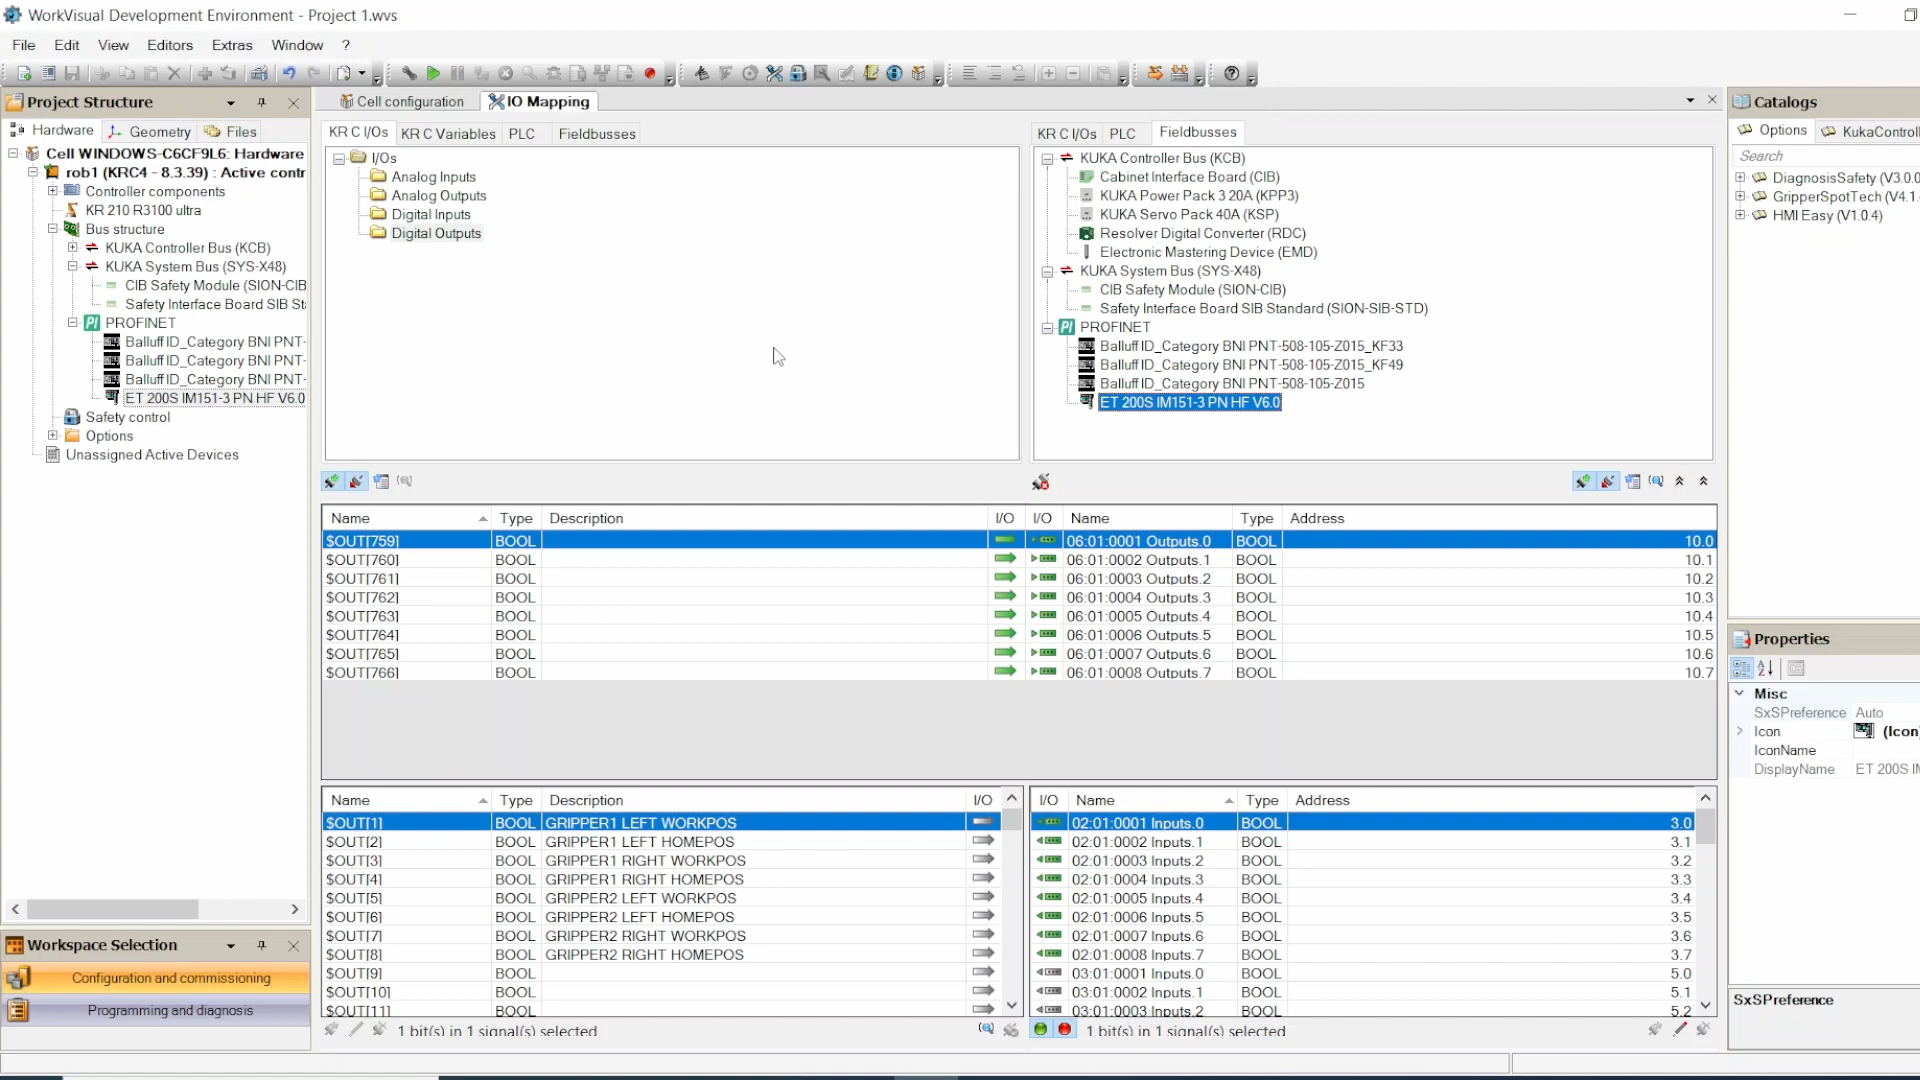 WorkVisual Development Environment - Project 1.wvs
File Edit View Editors Extras Window ?
Project Structure
Hardware Geometry Files
Cell WINDOWS-C6CF9L6: Hardware
rob1 (KRC4 - 8.3.39) : Active contr
Controller components
KR 210 R3100 ultra
Bus structure
KUKA Controller Bus (KCB)
KUKA System Bus (SYS-X48)
CIB Safety Module (SION-CIB
Safety Interface Board SIB St
PROFINET
Balluff ID_Category BNI PNT-
Balluff ID_Category BNI PNT-
Balluff ID_Category BNI PNT-
ET 200S IM151-3 PN HF V6.0
Safety control
Options
Unassigned Active Devices
Workspace Selection
Configuration and commissioning
Programming and diagnosis
Cell configuration IO Mapping
KR C I/Os KR C Variables PLC Fieldbusses
I/Os
Analog Inputs
Analog Outputs
Digital Inputs
Digital Outputs
KR C I/Os PLC Fieldbusses
KUKA Controller Bus (KCB)
Cabinet Interface Board (CIB)
KUKA Power Pack 3 20A (KPP3)
KUKA Servo Pack 40A (KSP)
Resolver Digital Converter (RDC)
Electronic Mastering Device (EMD)
KUKA System Bus (SYS-X48)
CIB Safety Module (SION-CIB)
Safety Interface Board SIB Standard (SION-SIB-STD)
PROFINET
Balluff ID_Category BNI PNT-508-105-Z015_KF33
Balluff ID_Category BNI PNT-508-105-Z015_KF49
Balluff ID_Category BNI PNT-508-105-Z015
ET 200S IM151-3 PN HF V6.0
Name Type Description I/O I/O Name Type Address
$OUT[759] BOOL 06:01:0001 Outputs.0 BOOL 10.0
$OUT[760] BOOL 06:01:0002 Outputs.1 BOOL 10.1
$OUT[761] BOOL 06:01:0003 Outputs.2 BOOL 10.2
$OUT[762] BOOL 06:01:0004 Outputs.3 BOOL 10.3
$OUT[763] BOOL 06:01:0005 Outputs.4 BOOL 10.4
$OUT[764] BOOL 06:01:0006 Outputs.5 BOOL 10.5
$OUT[765] BOOL 06:01:0007 Outputs.6 BOOL 10.6
$OUT[766] BOOL 06:01:0008 Outputs.7 BOOL 10.7
Name Type Description I/O
$OUT[1] BOOL GRIPPER1 LEFT WORKPOS
$OUT[2] BOOL GRIPPER1 LEFT HOMEPOS
$OUT[3] BOOL GRIPPER1 RIGHT WORKPOS
$OUT[4] BOOL GRIPPER1 RIGHT HOMEPOS
$OUT[5] BOOL GRIPPER2 LEFT WORKPOS
$OUT[6] BOOL GRIPPER2 LEFT HOMEPOS
$OUT[7] BOOL GRIPPER2 RIGHT WORKPOS
$OUT[8] BOOL GRIPPER2 RIGHT HOMEPOS
$OUT[9] BOOL
$OUT[10] BOOL
$OUT[11] BOOL
1 bit(s) in 1 signal(s) selected
I/O Name Type Address
02:01:0001 Inputs.0 BOOL 3.0
02:01:0002 Inputs.1 BOOL 3.1
02:01:0003 Inputs.2 BOOL 3.2
02:01:0004 Inputs.3 BOOL 3.3
02:01:0005 Inputs.4 BOOL 3.4
02:01:0006 Inputs.5 BOOL 3.5
02:01:0007 Inputs.6 BOOL 3.6
02:01:0008 Inputs.7 BOOL 3.7
03:01:0001 Inputs.0 BOOL 5.0
03:01:0002 Inputs.1 BOOL 5.1
03:01:0003 Inputs.2 BOOL 5.2
1 bit(s) in 1 signal(s) selected
Catalogs
Options KukaControll
Search
DiagnosisSafety (V3.0.0
GripperSpotTech (V4.1.
HMI Easy (V1.0.4)
Properties
Misc
SxSPreference Auto
Icon (Icon)
IconName
DisplayName ET 200S IM
SxSPreference